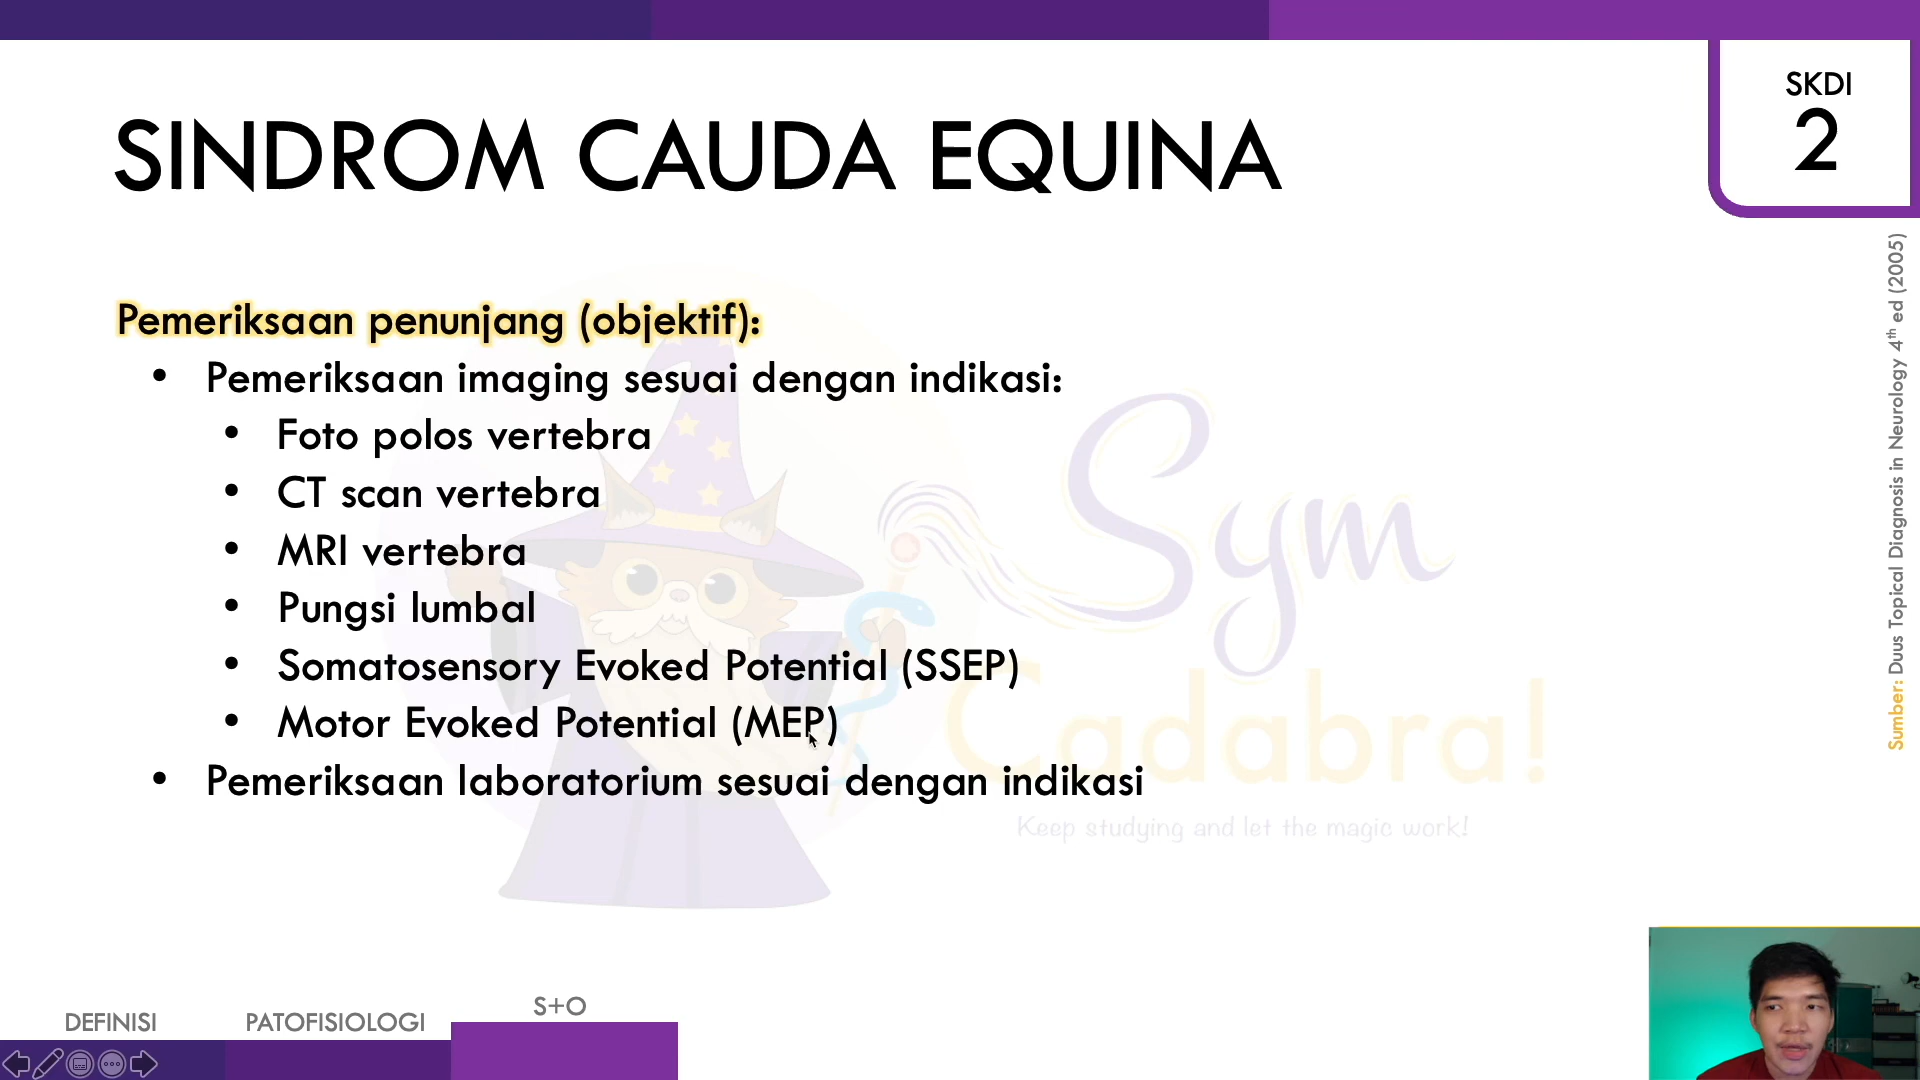 SKDI
2
SINDROM CAUDA EQUINA
Pemeriksaan penunjang (objektif):
• Pemeriksaan imaging sesuai dengan indikasi:
• Foto polos vertebra
• CT scan vertebra
• MRI vertebra
• Pungsi lumbal
• Somatosensory Evoked Potential (SSEP)
• Motor Evoked Potential (MEP)
• Pemeriksaan laboratorium sesuai dengan indikasi
Sym
Cadabra!
Keep studying and let the magic work!
Sumber: Duus Topical Diagnosis in Neurology 4th ed (2005)
DEFINISI
PATOFISIOLOGI
S+O